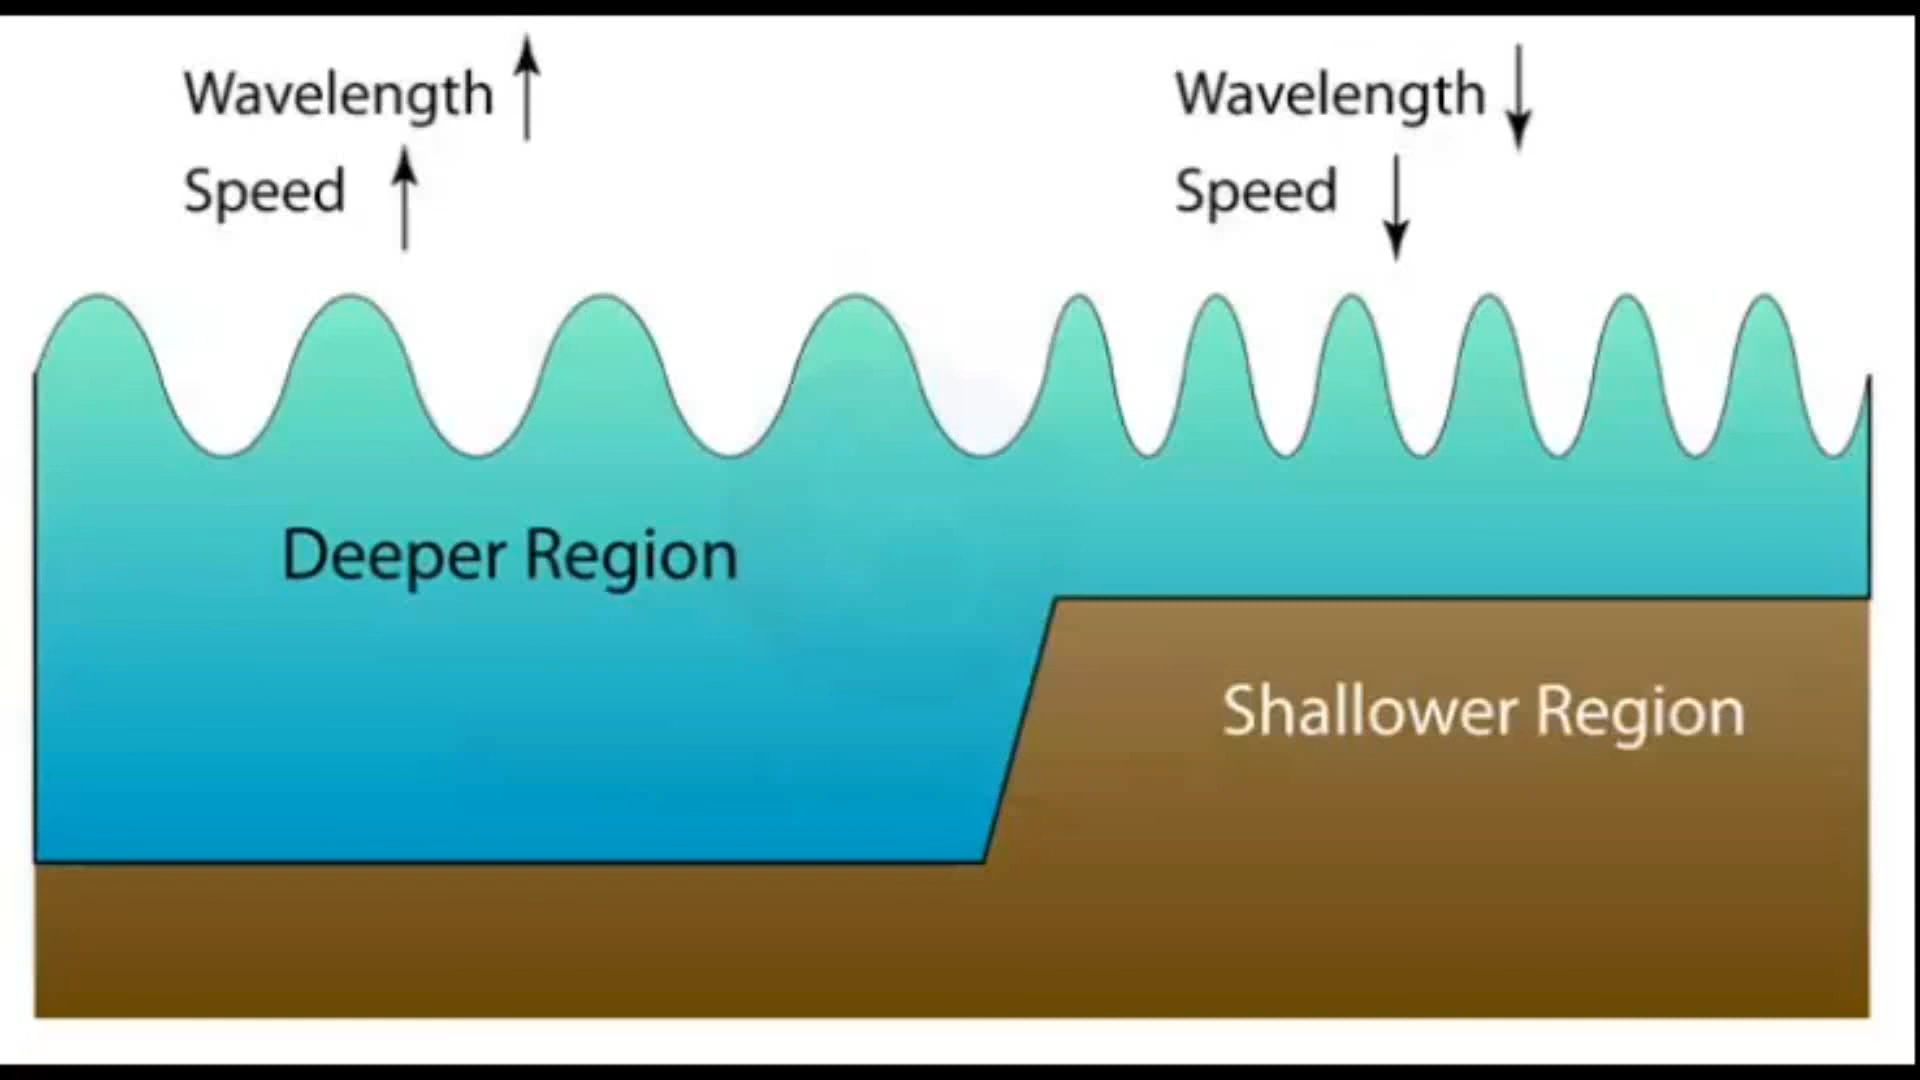 Wavelength ↑
Speed ↑
Wavelength ↓
Speed ↓
Deeper Region
Shallower Region